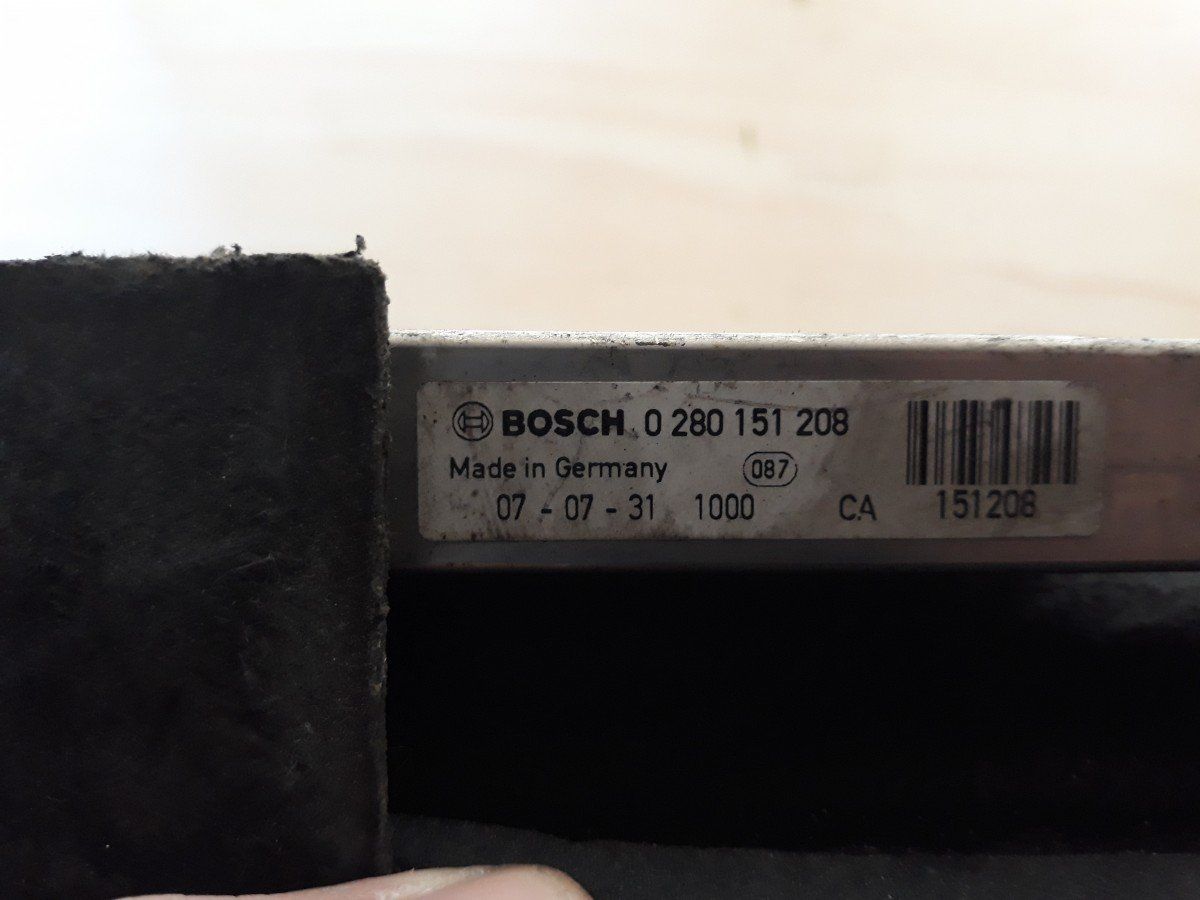 BOSCH 0 280 151 208
Made in Germany 087
07 - 07 - 31 1000 CA 151208